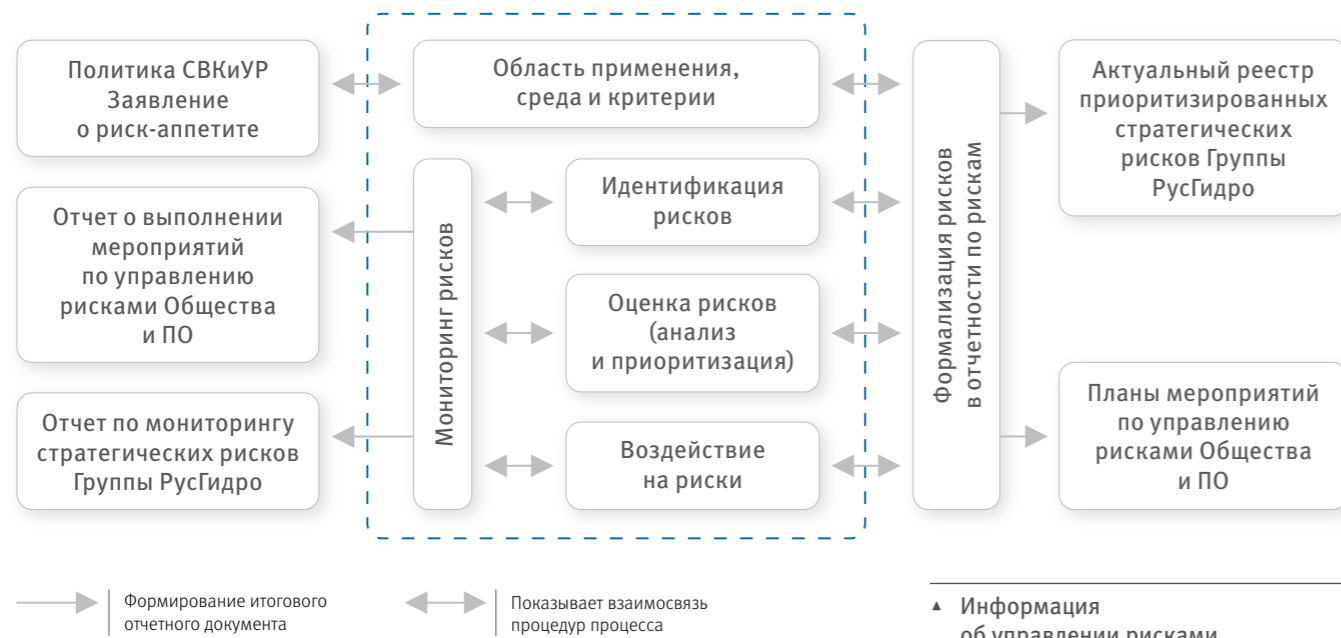 Политика СВКиУР
Заявление
о риск-аппетите
Отчет о выполнении
мероприятий
по управлению
рисками Общества
и ПО
Отчет по мониторингу
стратегических рисков
Группы РусГидро
Область применения,
среда и критерии
Мониторинг рисков
Идентификация
рисков
Оценка рисков
(анализ
и приоритизация)
Воздействие
на риски
Формализация рисков
в отчетности по рискам
Актуальный реестр
приоритизированных
стратегических
рисков Группы
РусГидро
Планы мероприятий
по управлению
рисками Общества
и ПО
Формирование итогового
отчетного документа
Показывает взаимосвязь
процедур процесса
▲ Информация
об управлении рисками